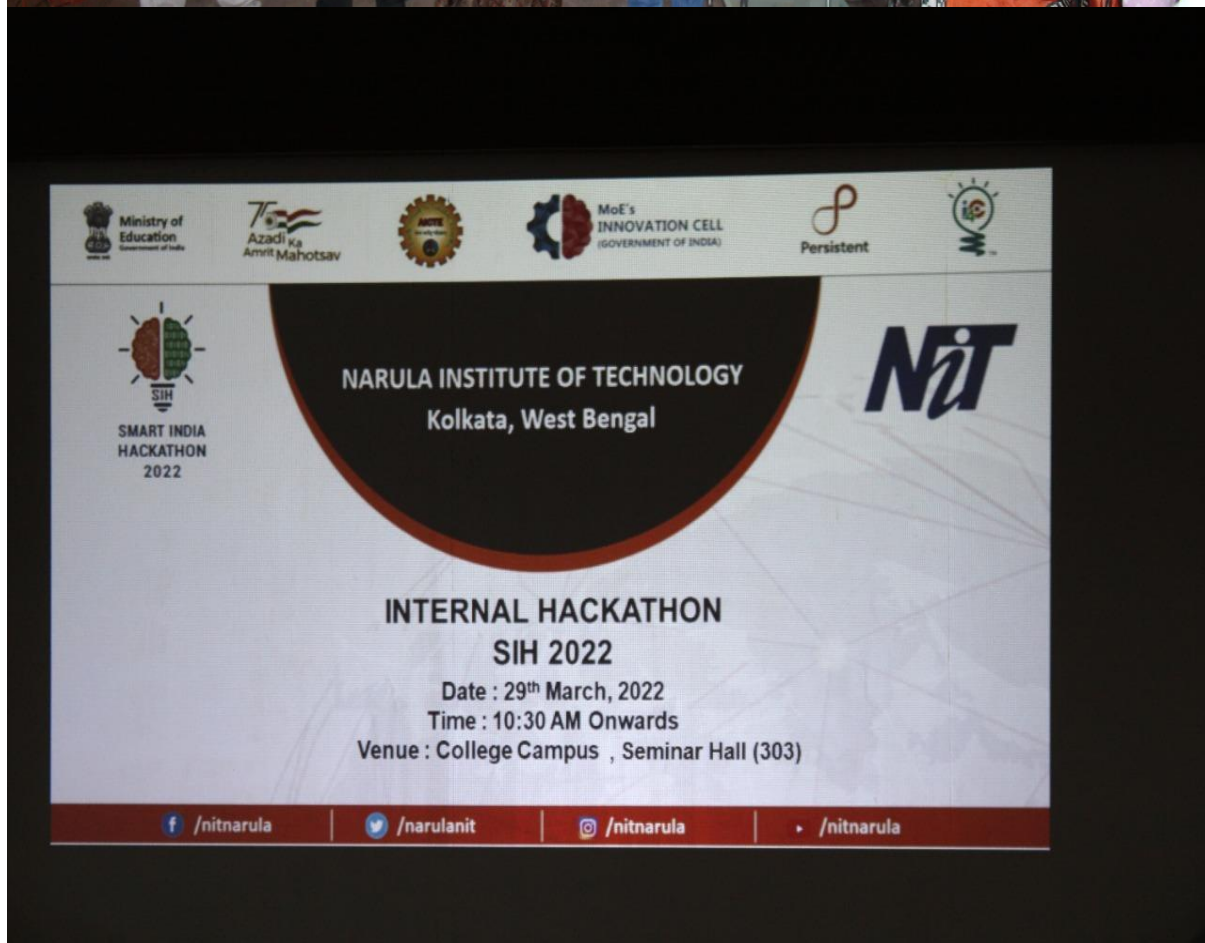 Ministry of
Education
Government of India
75
Azadi Ka
Amrit Mahotsav
AICTE
MoE's
INNOVATION CELL
(GOVERNMENT OF INDIA)
Persistent
SIH
SMART INDIA
HACKATHON
2022
NARULA INSTITUTE OF TECHNOLOGY
Kolkata, West Bengal
NiT
INTERNAL HACKATHON
SIH 2022
Date : 29th March, 2022
Time : 10:30 AM Onwards
Venue : College Campus , Seminar Hall (303)
/nitnarula
/narulanit
/nitnarula
/nitnarula